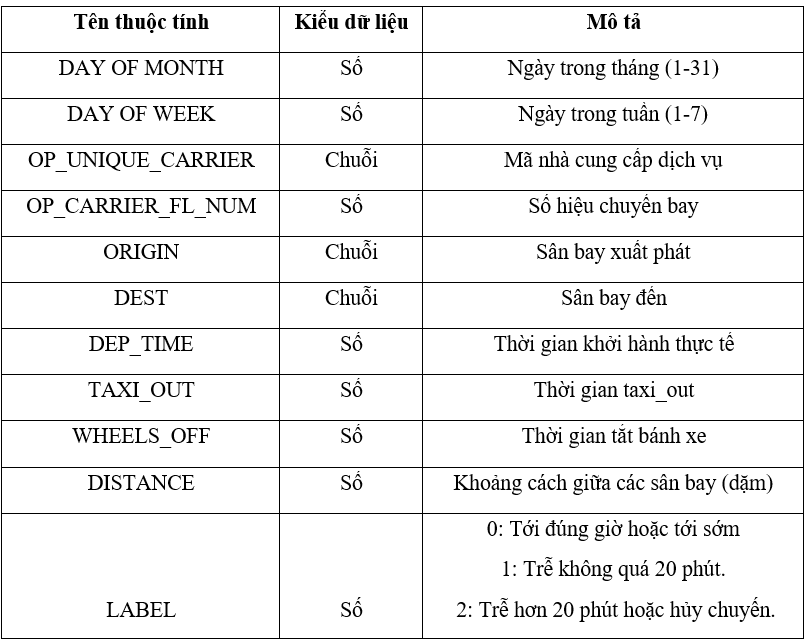 Tên thuộc tính Kiểu dữ liệu Mô tả
DAY OF MONTH Số Ngày trong tháng (1-31)
DAY OF WEEK Số Ngày trong tuần (1-7)
OP_UNIQUE_CARRIER Chuỗi Mã nhà cung cấp dịch vụ
OP_CARRIER_FL_NUM Số Số hiệu chuyến bay
ORIGIN Chuỗi Sân bay xuất phát
DEST Chuỗi Sân bay đến
DEP_TIME Số Thời gian khởi hành thực tế
TAXI_OUT Số Thời gian taxi_out
WHEELS_OFF Số Thời gian tắt bánh xe
DISTANCE Số Khoảng cách giữa các sân bay (dặm)
0: Tới đúng giờ hoặc tới sớm
1: Trễ không quá 20 phút.
LABEL Số 2: Trễ hơn 20 phút hoặc hủy chuyến.